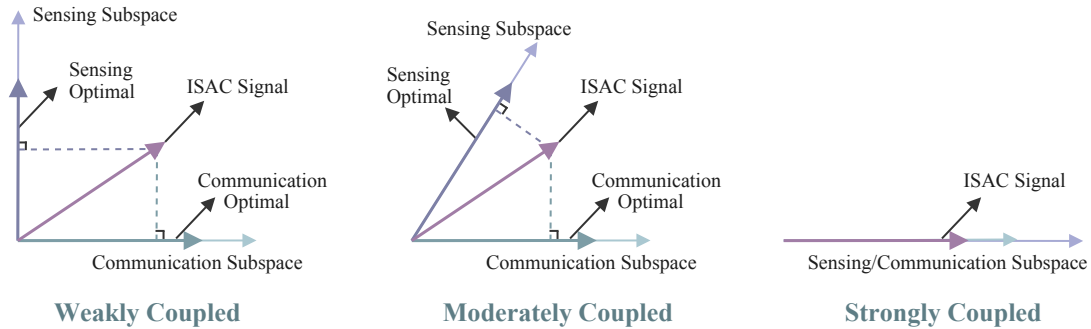 Sensing Subspace
Sensing
Optimal
ISAC Signal
Communication
Optimal
Communication Subspace
Weakly Coupled
Sensing Subspace
Sensing
Optimal
ISAC Signal
Communication
Optimal
Communication Subspace
Moderately Coupled
ISAC Signal
Sensing/Communication Subspace
Strongly Coupled